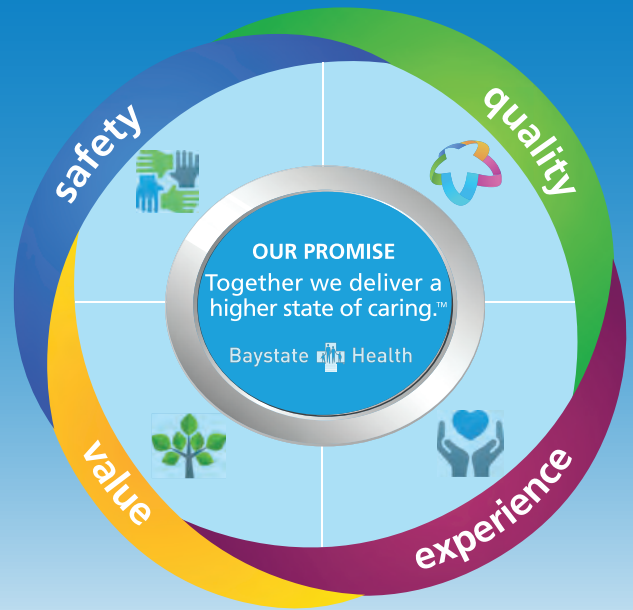 safety
quality
OUR PROMISE
Together we deliver a
higher state of caring.™
Baystate Health
value
experience